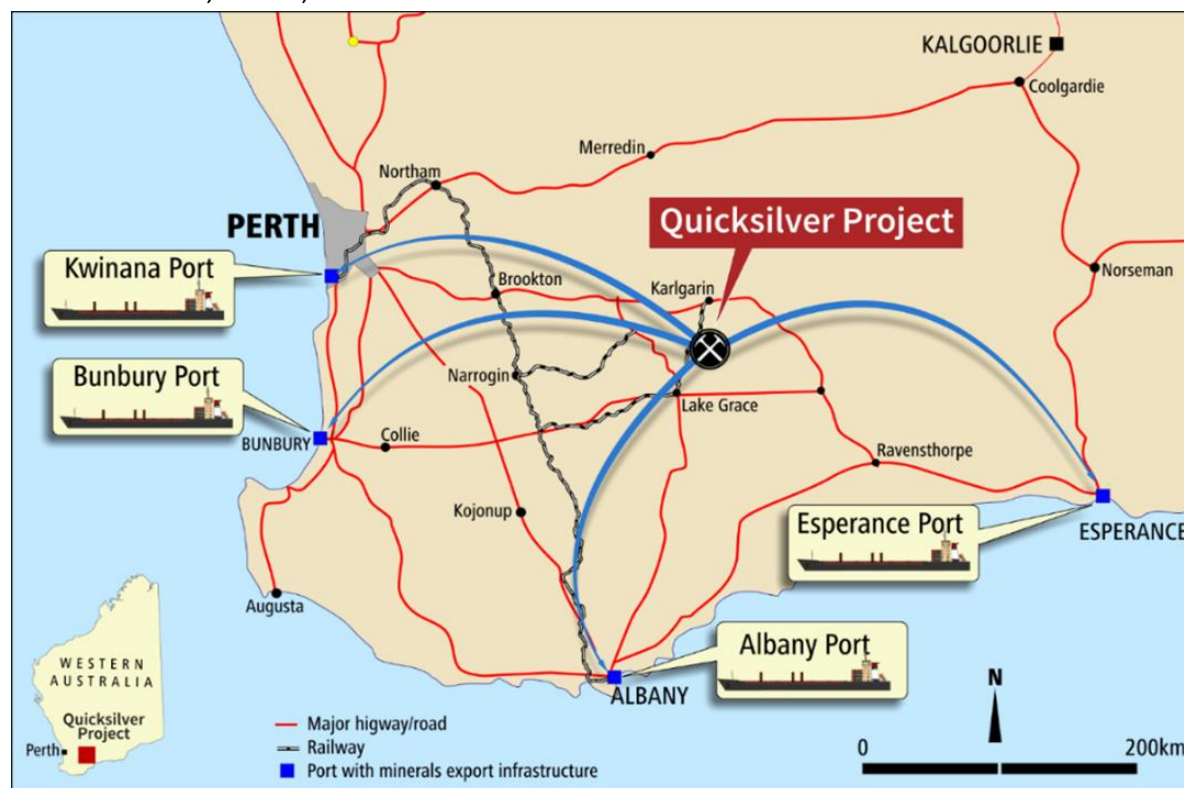 KALGOORLIE
Coolgardie
Merredin
Northam
PERTH
Quicksilver Project
Kwinana Port
Brookton
Karlgarin
Norseman
Bunbury Port
Narrogin
Lake Grace
BUNBURY
Collie
Ravensthorpe
Kojonup
Esperance Port
ESPERANCE
Augusta
Albany Port
ALBANY
WESTERN
AUSTRALIA
Quicksilver
Project
Perth
Major higway/road
Railway
Port with minerals export infrastructure
N
0
200km